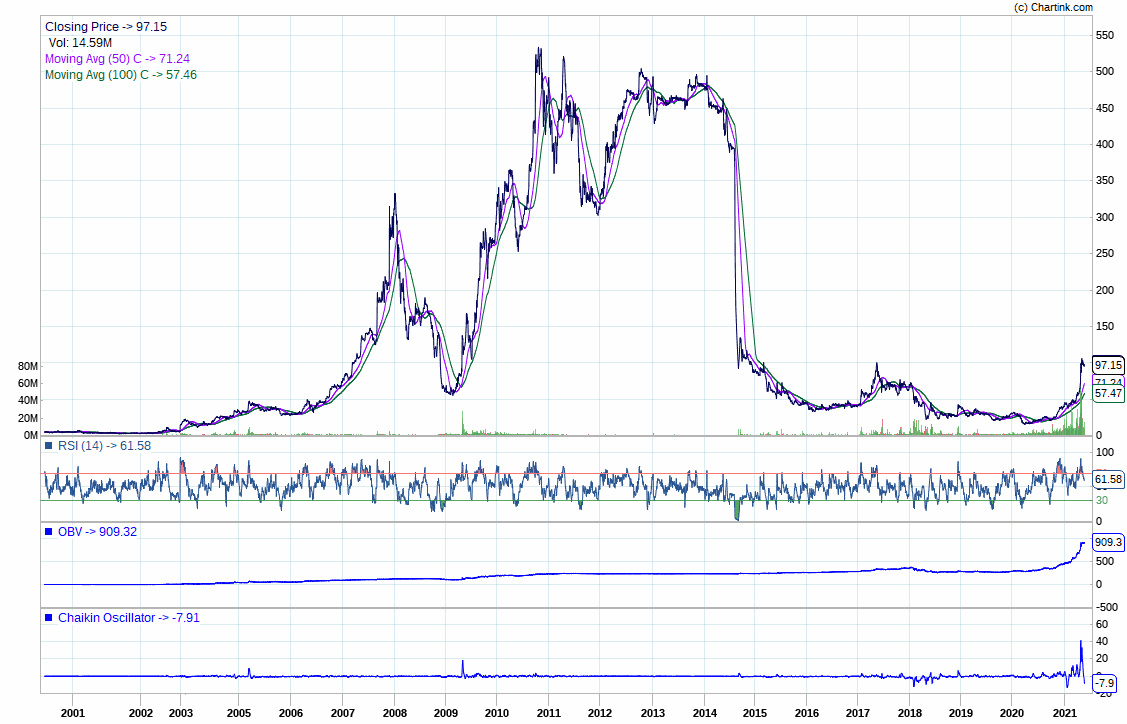 (c) Chartink.com
Closing Price -> 97.15
Vol: 14.59M
Moving Avg (50) C -> 71.24
Moving Avg (100) C -> 57.46
550
500
450
400
350
300
250
200
150
97.15
71.24
57.47
0
80M
60M
40M
20M
0M
RSI (14) -> 61.58
100
61.58
30
0
OBV -> 909.32
909.3
500
0
-500
Chaikin Oscillator -> -7.91
60
40
20
-7.9
-20
2001 2002 2003 2005 2006 2007 2008 2009 2010 2011 2012 2013 2014 2015 2016 2017 2018 2019 2020 2021